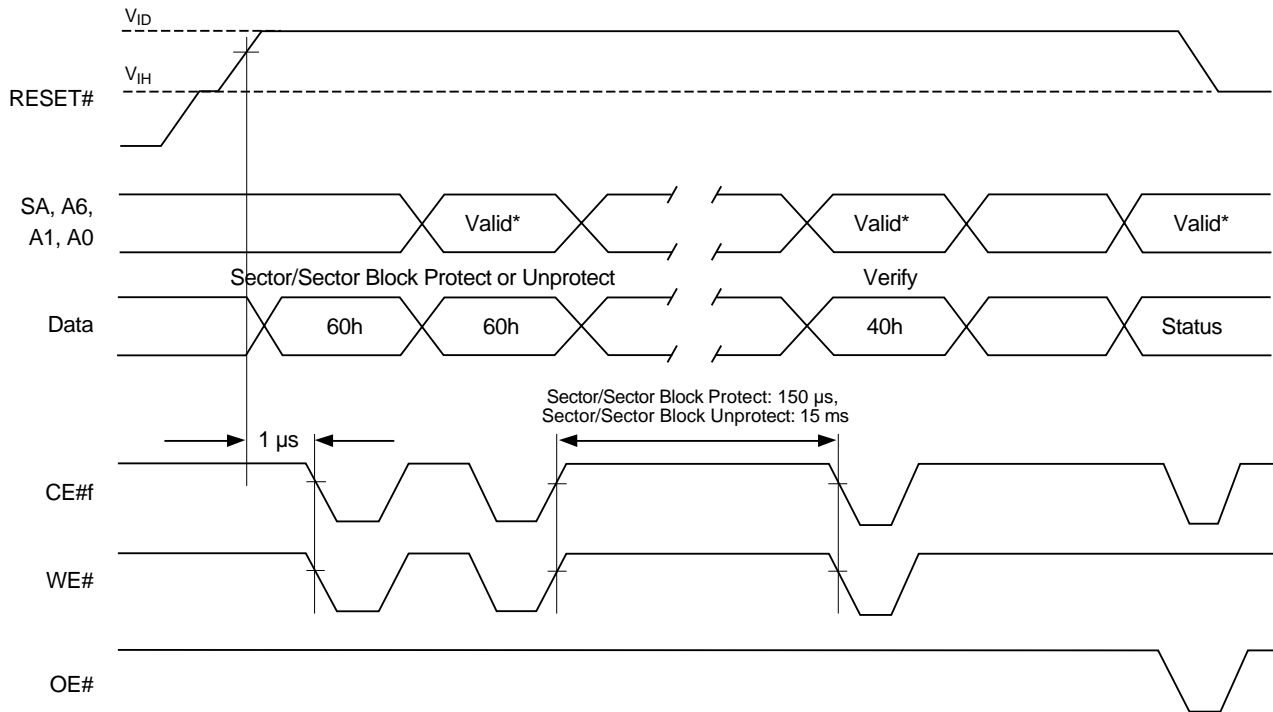 VID
VIH
RESET#
SA, A6,
A1, A0
Valid*
Valid*
Valid*
Sector/Sector Block Protect or Unprotect
Verify
Data
60h
60h
40h
Status
Sector/Sector Block Protect: 150 µs,
Sector/Sector Block Unprotect: 15 ms
1 µs
CE#f
WE#
OE#